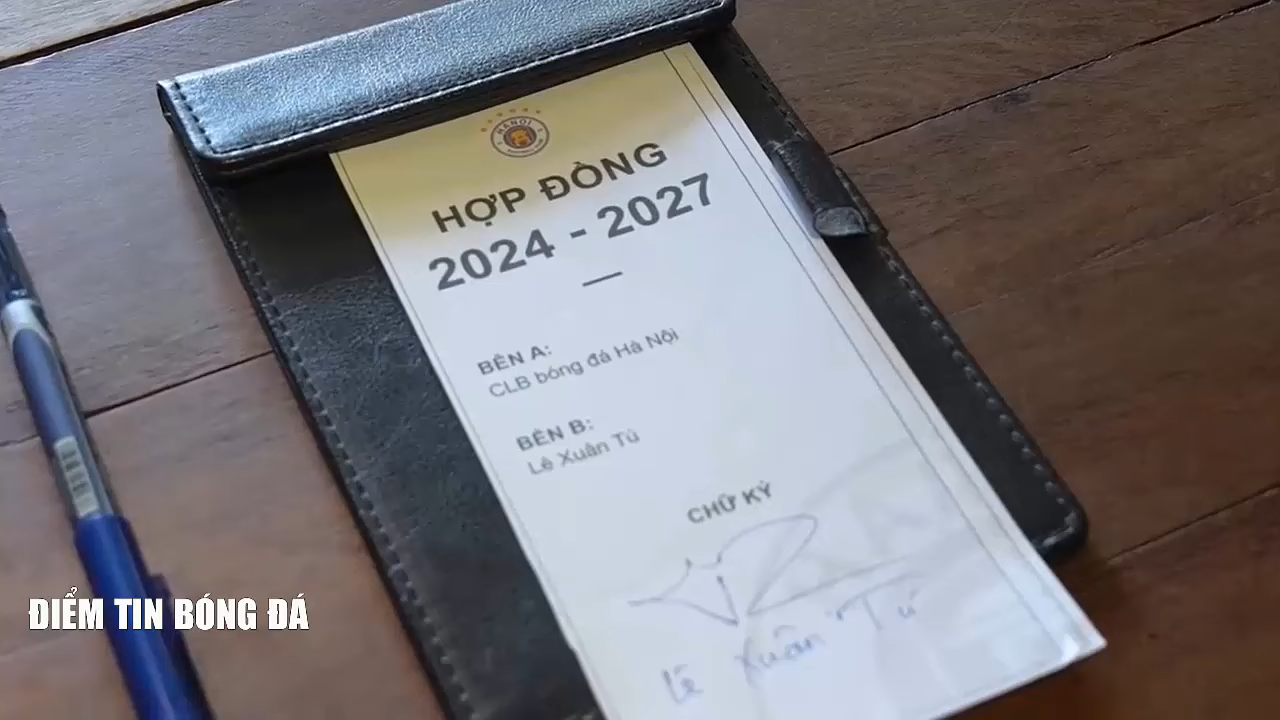 HANOI
HỢP ĐỒNG
2024 - 2027
BÊN A:
CLB bóng đá Hà Nội
BÊN B:
Lê Xuân Tú
CHỮ KÝ
Lê Xuân Tú
ĐIỂM TIN BÓNG ĐÁ